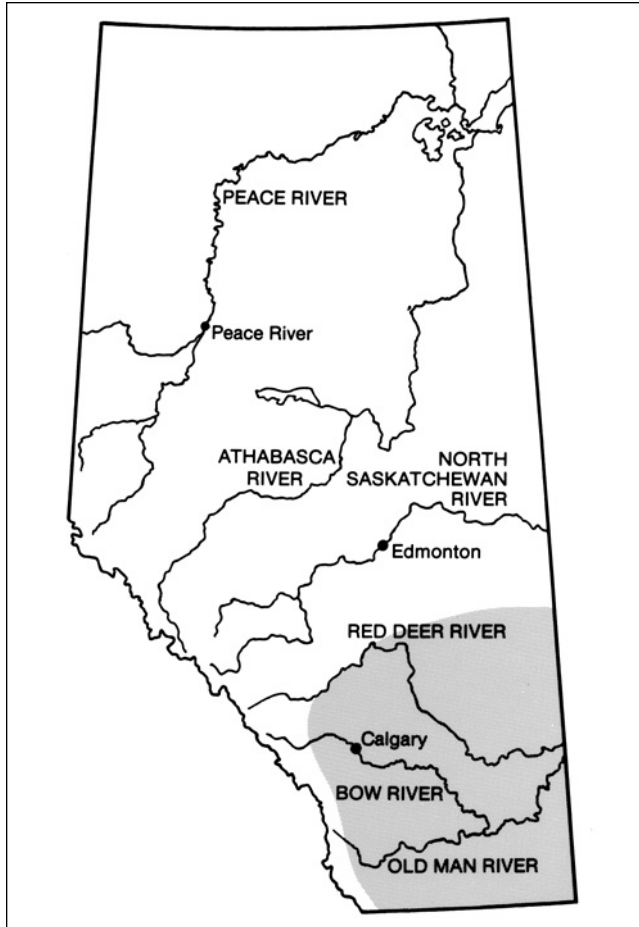 PEACE RIVER
Peace River
ATHABASCA
RIVER
NORTH
SASKATCHEWAN
RIVER
Edmonton
RED DEER RIVER
Calgary
BOW RIVER
OLD MAN RIVER